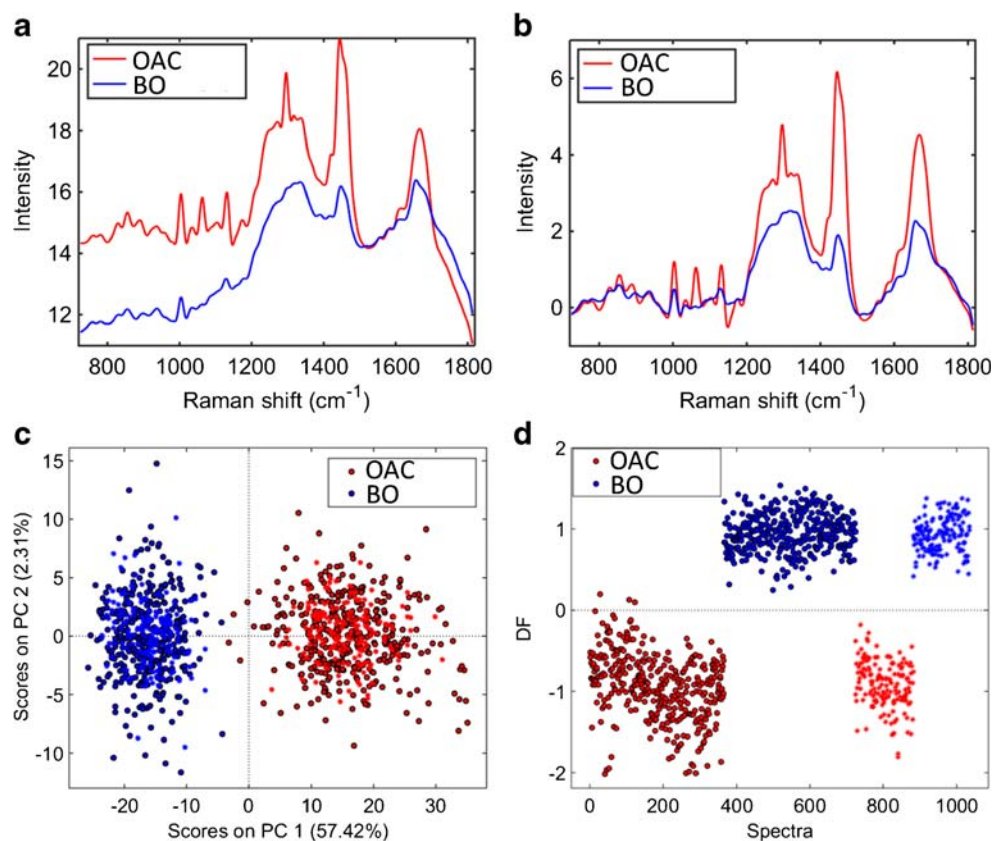 a
20
18
16
14
12
Intensity
OAC
BO
800 1000 1200 1400 1600 1800
Raman shift (cm⁻¹)
b
6
4
2
0
Intensity
OAC
BO
800 1000 1200 1400 1600 1800
Raman shift (cm⁻¹)
c
15
10
5
0
-5
-10
Scores on PC 2 (2.31%)
OAC
BO
-20 -10 0 10 20 30
Scores on PC 1 (57.42%)
d
2
1
0
-1
-2
DF
OAC
BO
0 200 400 600 800 1000
Spectra